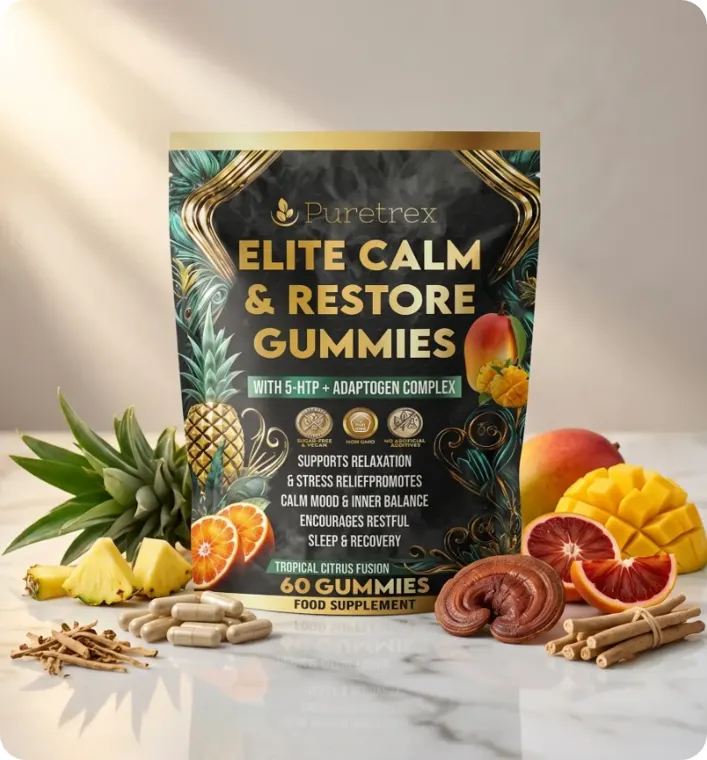 Puretrex
ELITE CALM
& RESTORE
GUMMIES
WITH 5-HTP + ADAPTOGEN COMPLEX
SUGAR-FREE
& VEGAN
NON GMO
NO ARTIFICIAL
ADDITIVES
SUPPORTS RELAXATION
& STRESS RELIEFPROMOTES
CALM MOOD & INNER BALANCE
ENCOURAGES RESTFUL
SLEEP & RECOVERY
TROPICAL CITRUS FUSION
60 GUMMIES
FOOD SUPPLEMENT